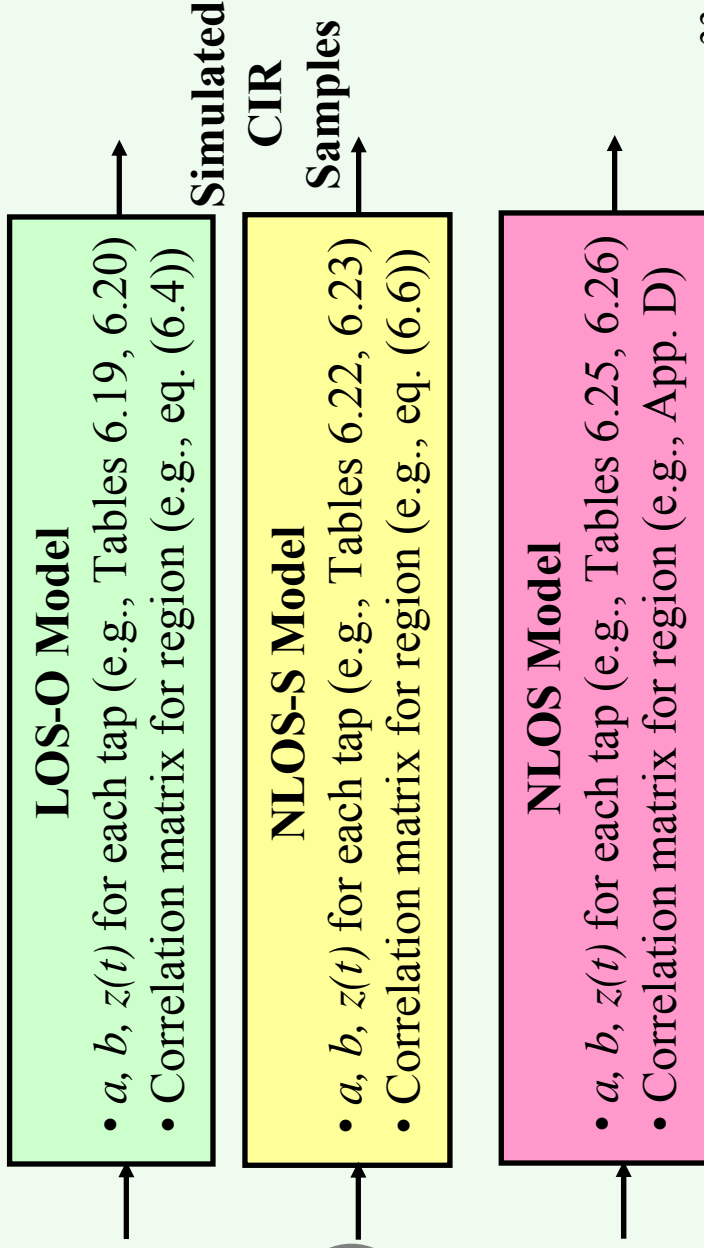 LOS-O Model
• a, b, z(t) for each tap (e.g., Tables 6.19, 6.20)
• Correlation matrix for region (e.g., eq. (6.4))
NLOS-S Model
• a, b, z(t) for each tap (e.g., Tables 6.22, 6.23)
• Correlation matrix for region (e.g., eq. (6.6))
NLOS Model
• a, b, z(t) for each tap (e.g., Tables 6.25, 6.26)
• Correlation matrix for region (e.g., App. D)
Simulated
CIR
Samples